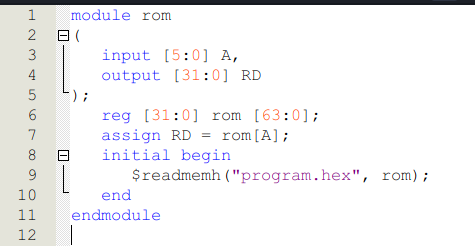 1 module rom
2 (
3 input [5:0] A,
4 output [31:0] RD
5 );
6 reg [31:0] rom [63:0];
7 assign RD = rom[A];
8 initial begin
9 $readmemh("program.hex", rom);
10 end
11 endmodule
12